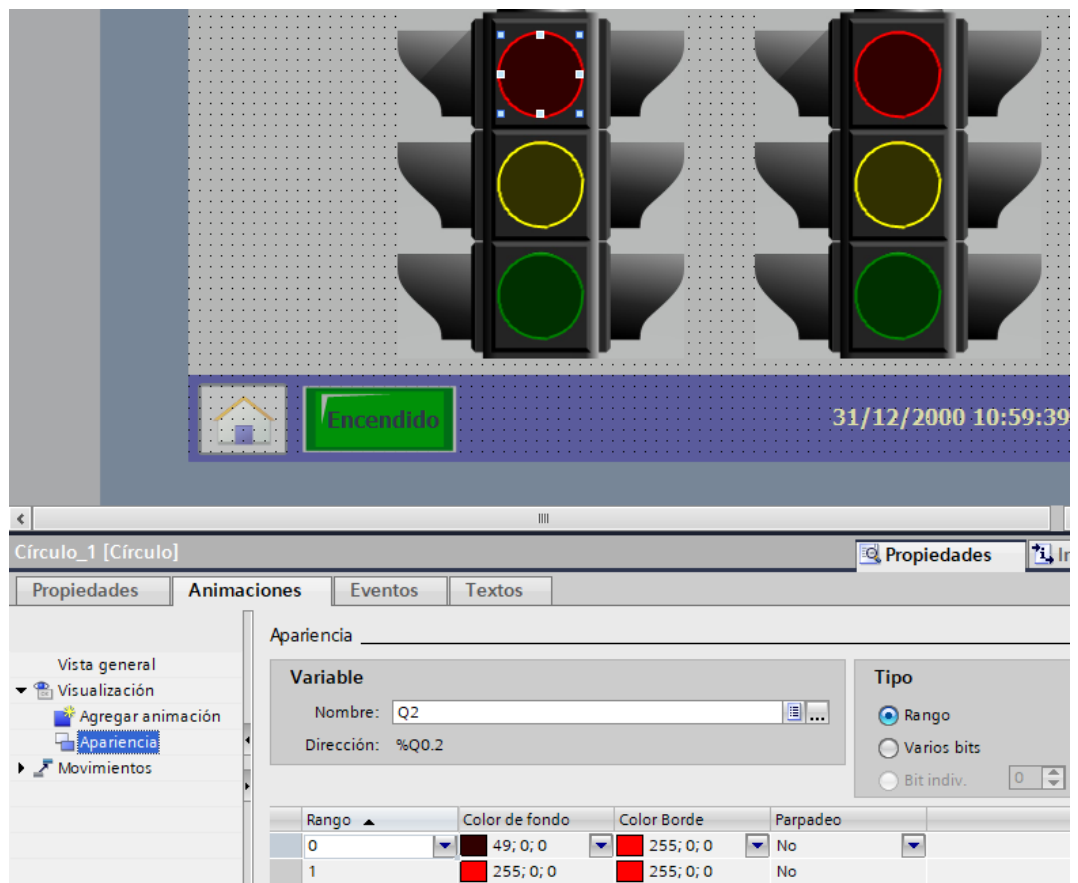 Encendido
31/12/2000 10:59:39
Círculo_1 [Círculo]
Propiedades
Propiedades Animaciones Eventos Textos
Apariencia
Vista general
Visualización
Agregar animación
Apariencia
Movimientos
Variable
Nombre: Q2
Dirección: %Q0.2
Tipo
Rango
Varios bits
Bit indiv. 0
Rango Color de fondo Color Borde Parpadeo
0 49; 0; 0 255; 0; 0 No
1 255; 0; 0 255; 0; 0 No